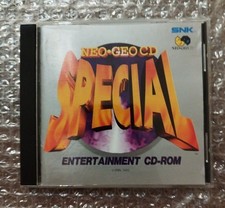 SNK
NEO•GEO CD
SPECIAL
ENTERTAINMENT CD-ROM